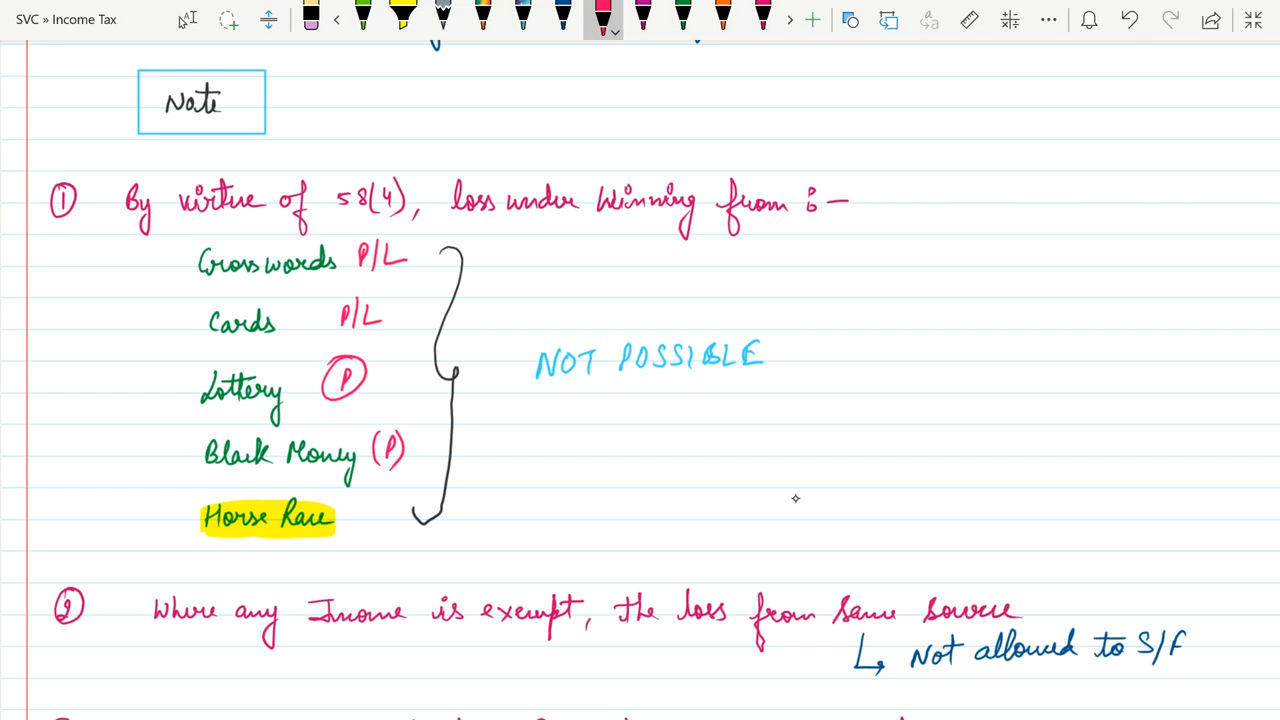 SVC » Income Tax
Note
① By virtue of 58(4), loss under Winning from :-
Crosswords P/L
Cards P/L
Lottery P
NOT POSSIBLE
Black Money (P)
Horse Race
② Where any Income is exempt, the loss from same source
↳ Not allowed to S/F